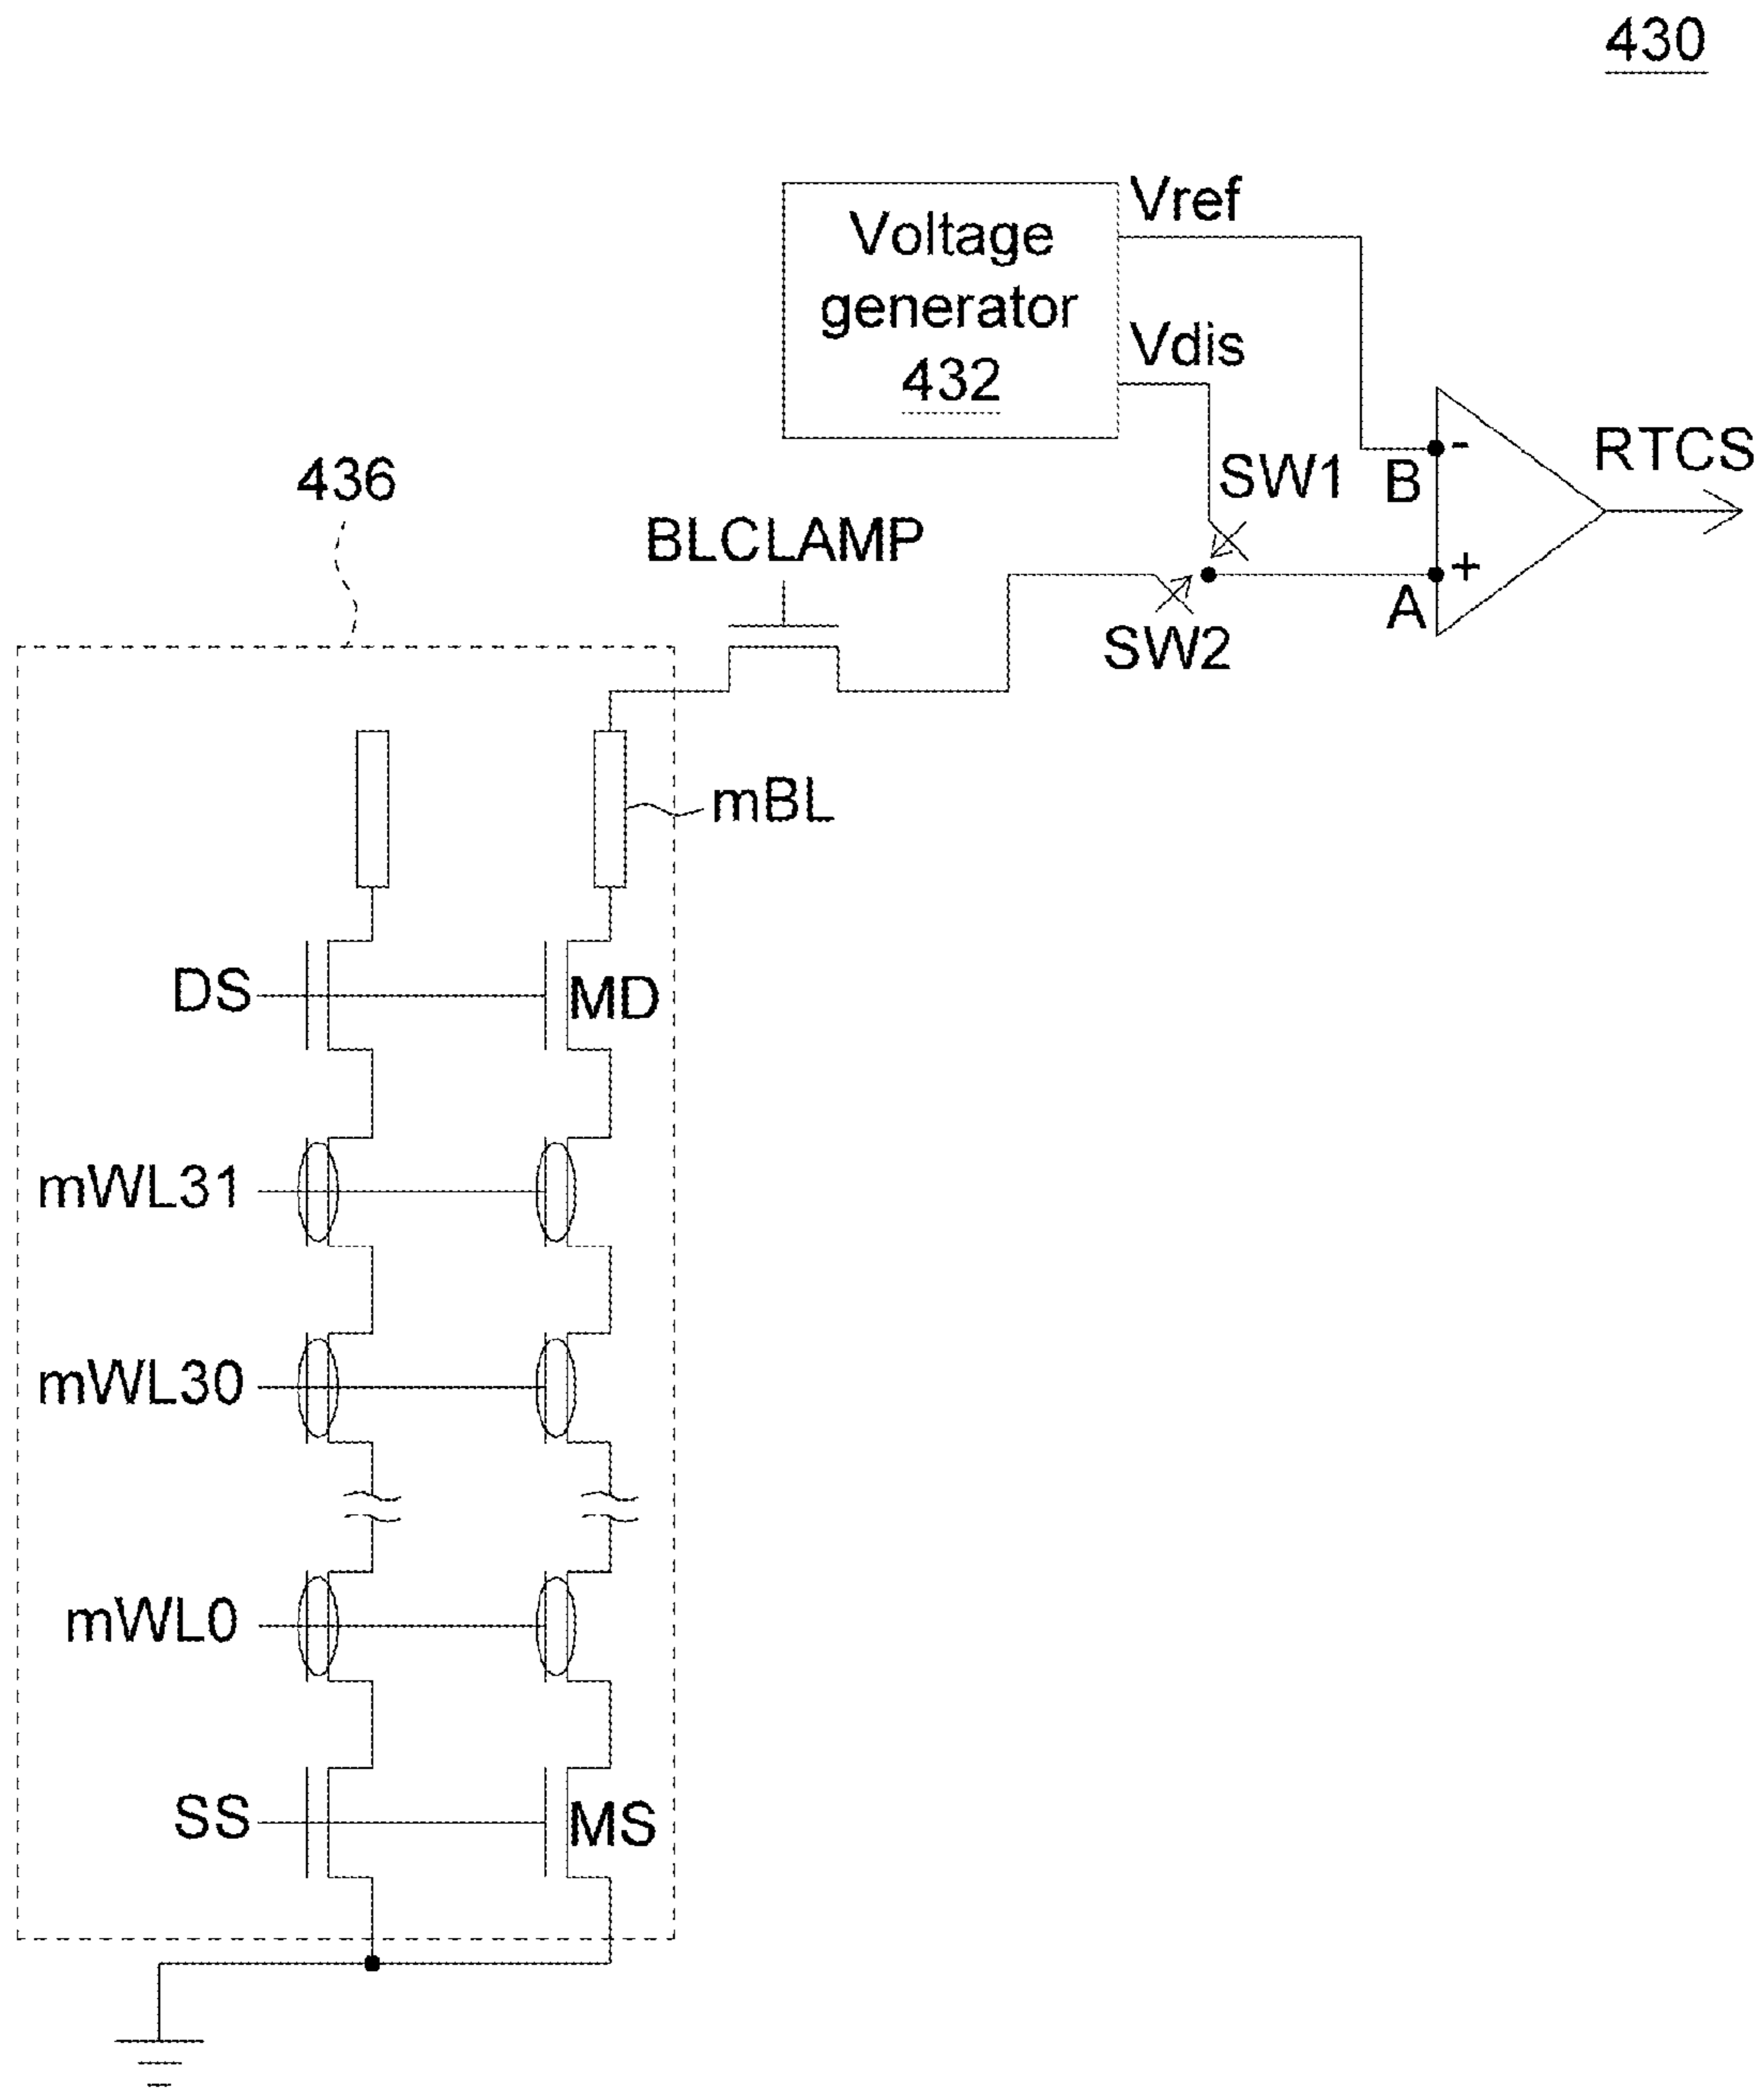 430
Vref
Voltage
generator
432
Vdis
SW1
B
-
RTCS
436
BLCLAMP
+
A
SW2
mBL
DS
MD
mWL31
mWL30
mWL0
SS
MS